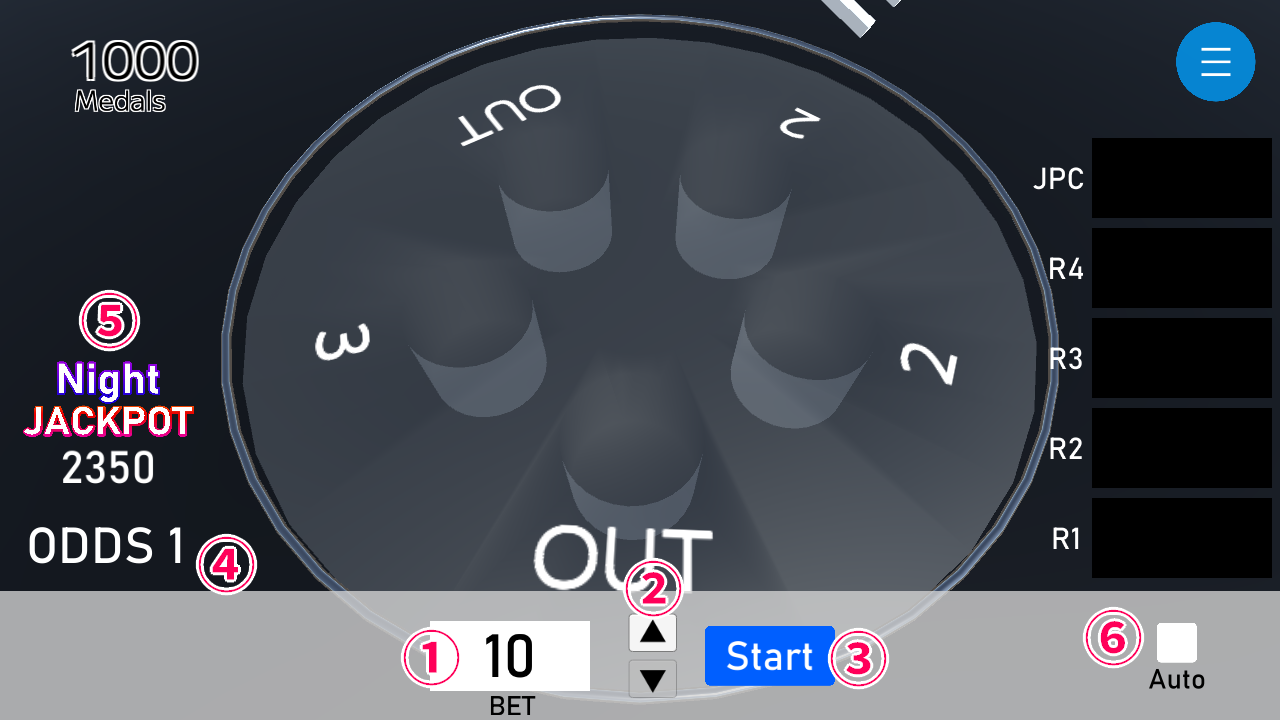 1000
Medals
OUT
2
JPC
R4
3
2
R3
⑤
Night
JACKPOT
2350
R2
ODDS 1
④
OUT
R1
②
▲
① 10
Start ③
⑥
▼
BET
Auto